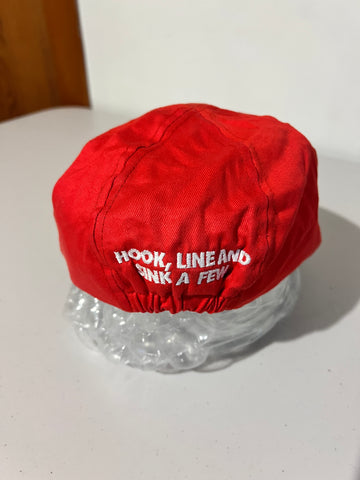 HOOK, LINE AND
SINK A FEW